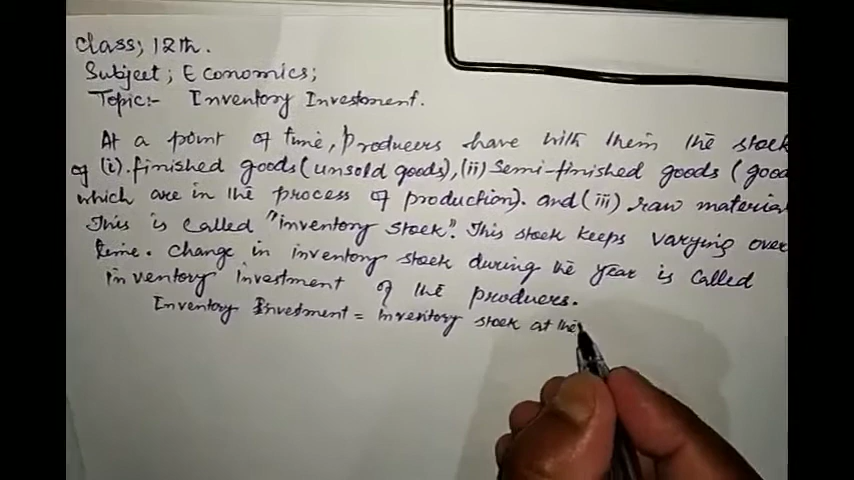 Class; 12th.
Subject; Economics;
Topic:- Inventory Investment.
At a point of time, Producers have with them the stock
of (i). finished goods (unsold goods), (ii) Semi-finished goods (good
which are in the process of production). and (iii) raw material
This is called "inventory stock". This stock keeps varying over
time. Change in inventory stock during the year is called
inventory investment of the producers.
Inventory Investment = Inventory stock at the